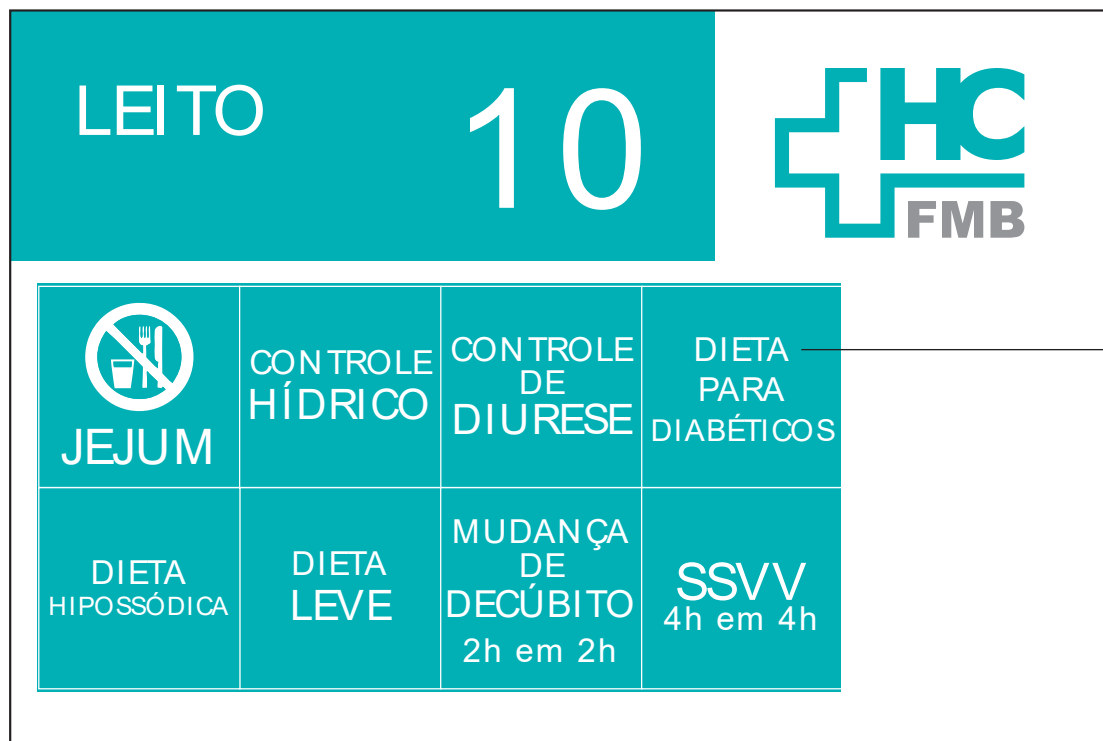 LEITO 10
HC
FMB
JEJUM
CONTROLE
HÍDRICO
CONTROLE
DE
DIURESE
DIETA
PARA
DIABÉTICOS
DIETA
HIPOSSÓDICA
DIETA
LEVE
MUDANÇA
DE
DECÚBITO
2h em 2h
SSVV
4h em 4h